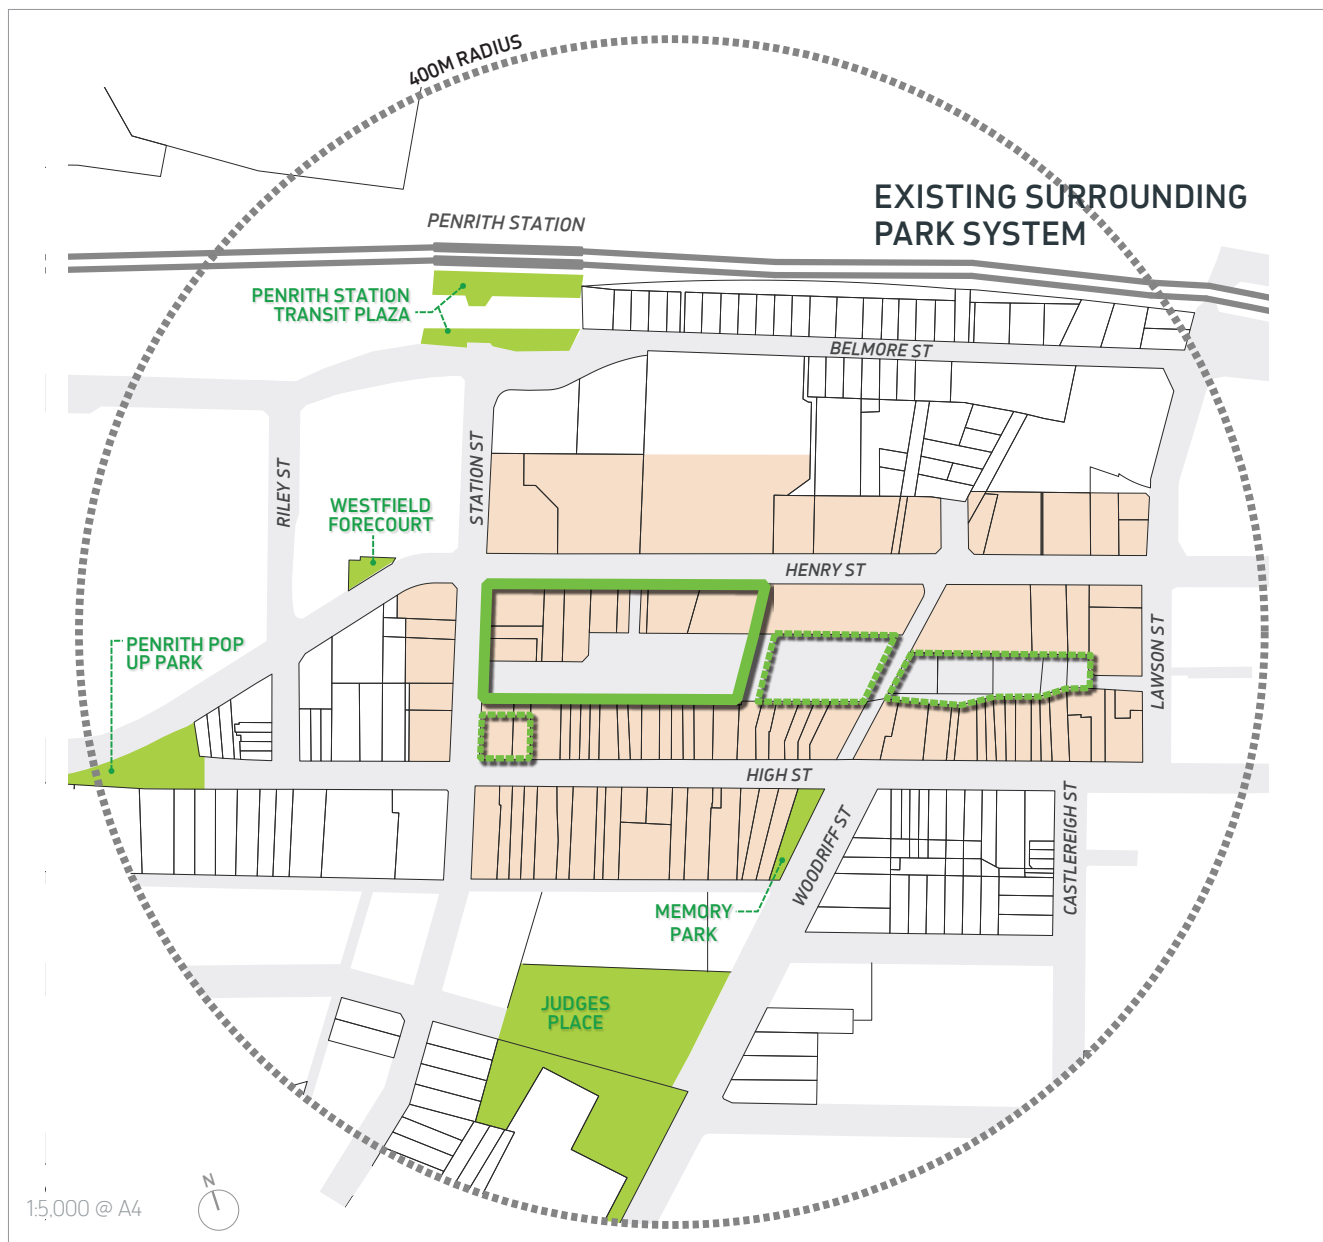 400M RADIUS
EXISTING SURROUNDING
PARK SYSTEM
PENRITH STATION
PENRITH STATION
TRANSIT PLAZA
BELMORE ST
STATION ST
RILEY ST
WESTFIELD
FORECOURT
HENRY ST
PENRITH POP
UP PARK
LAWSON ST
HIGH ST
CASTLEREIGH ST
WOODRIFF ST
MEMORY
PARK
JUDGES
PLACE
N
1:5,000 @ A4